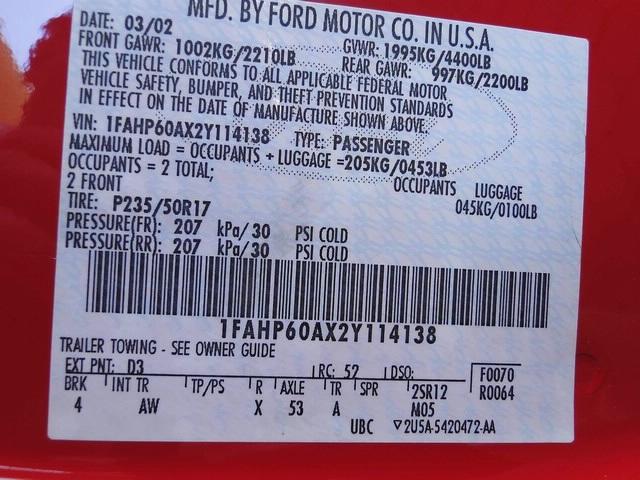 MFD. BY FORD MOTOR CO. IN U.S.A.
DATE: 03/02 GVWR: 1995KG/4400LB
FRONT GAWR: 1002KG/2210LB REAR GAWR: 997KG/2200LB
THIS VEHICLE CONFORMS TO ALL APPLICABLE FEDERAL MOTOR
VEHICLE SAFETY, BUMPER, AND THEFT PREVENTION STANDARDS
IN EFFECT ON THE DATE OF MANUFACTURE SHOWN ABOVE.
VIN: 1FAHP60AX2Y114138 TYPE: PASSENGER
MAXIMUM LOAD = OCCUPANTS + LUGGAGE =205KG/0453LB
OCCUPANTS = 2 TOTAL; OCCUPANTS LUGGAGE
2 FRONT 045KG/0100LB
TIRE: P235/50R17
PRESSURE(FR): 207 kPa/30 PSI COLD
PRESSURE(RR): 207 kPa/30 PSI COLD
1FAHP60AX2Y114138
TRAILER TOWING - SEE OWNER GUIDE
EXT PNT: D3 RC: 52 DSO: F0070
BRK INT TR TP/PS R AXLE TR SPR 2SR12 R0064
4 AW X 53 A M05
UBC ▽2U5A-5420472-AA